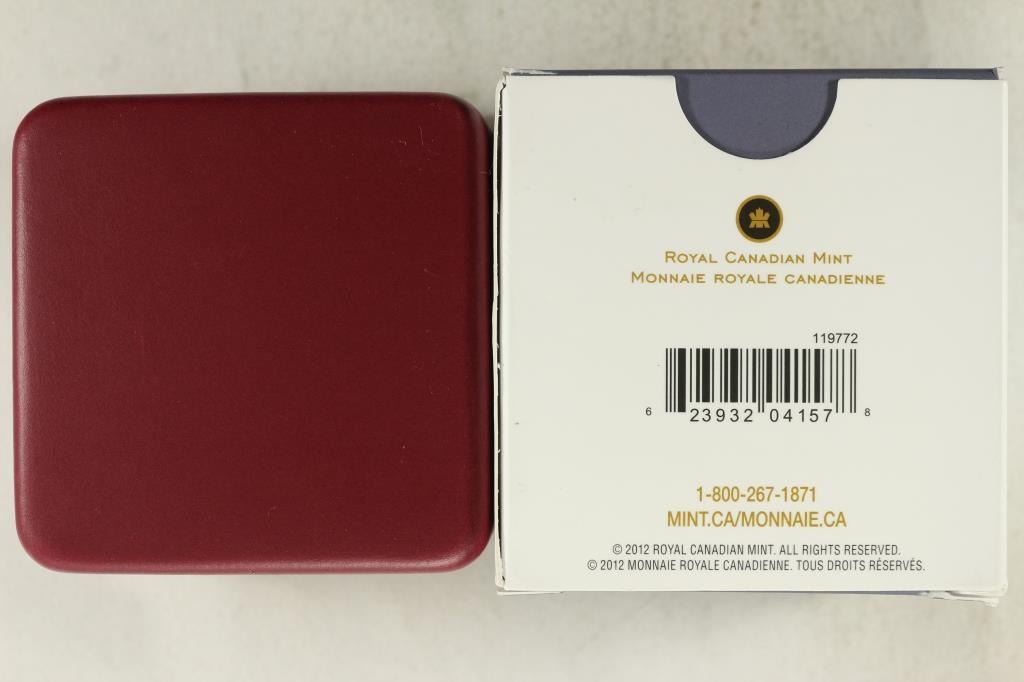 ROYAL CANADIAN MINT
MONNAIE ROYALE CANADIENNE
119772
6 23932 04157 8
1-800-267-1871
MINT.CA/MONNAIE.CA
© 2012 ROYAL CANADIAN MINT. ALL RIGHTS RESERVED.
© 2012 MONNAIE ROYALE CANADIENNE. TOUS DROITS RÉSERVÉS.